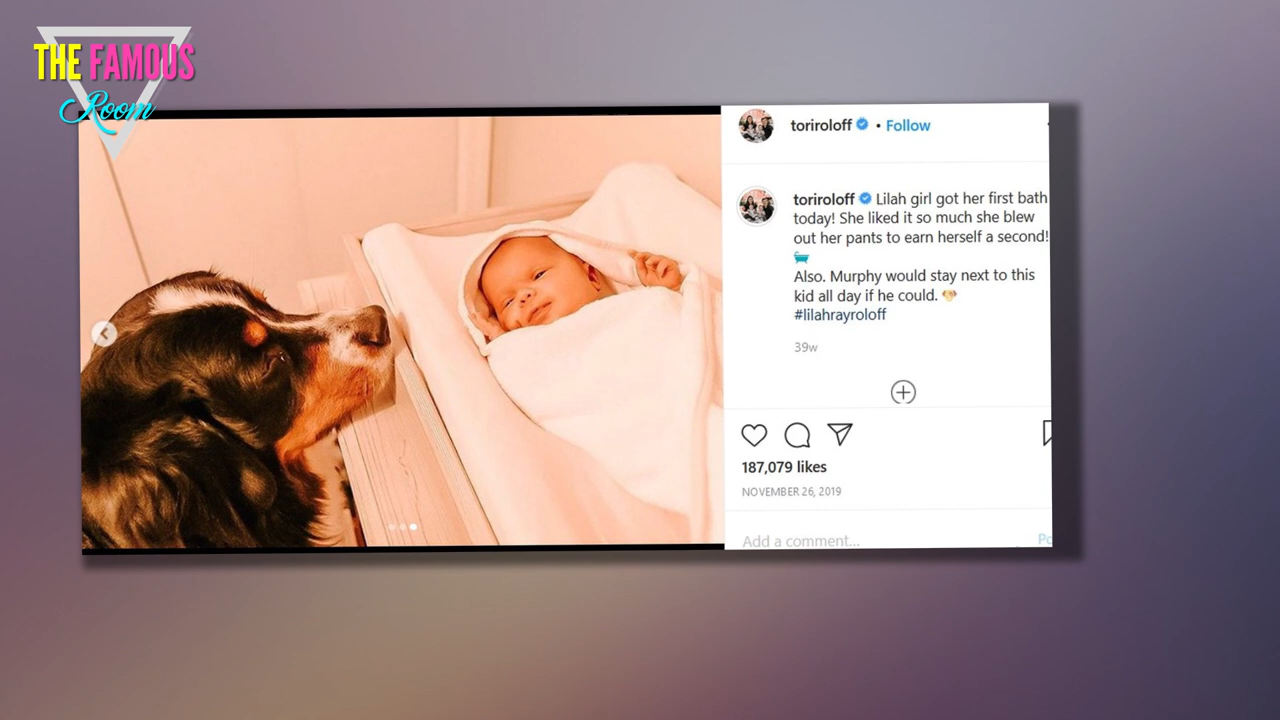 THE FAMOUS
Room
toriroloff • Follow
toriroloff Lilah girl got her first bath
today! She liked it so much she blew
out her pants to earn herself a second!
Also. Murphy would stay next to this
kid all day if he could.
#lilahrayroloff
39w
187,079 likes
NOVEMBER 26, 2019
Add a comment...